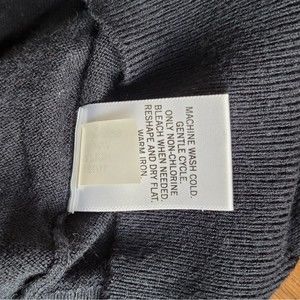 MACHINE WASH COLD.
GENTLE CYCLE.
ONLY NON-CHLORINE
BLEACH WHEN NEEDED.
RESHAPE AND DRY FLAT.
WARM IRON.